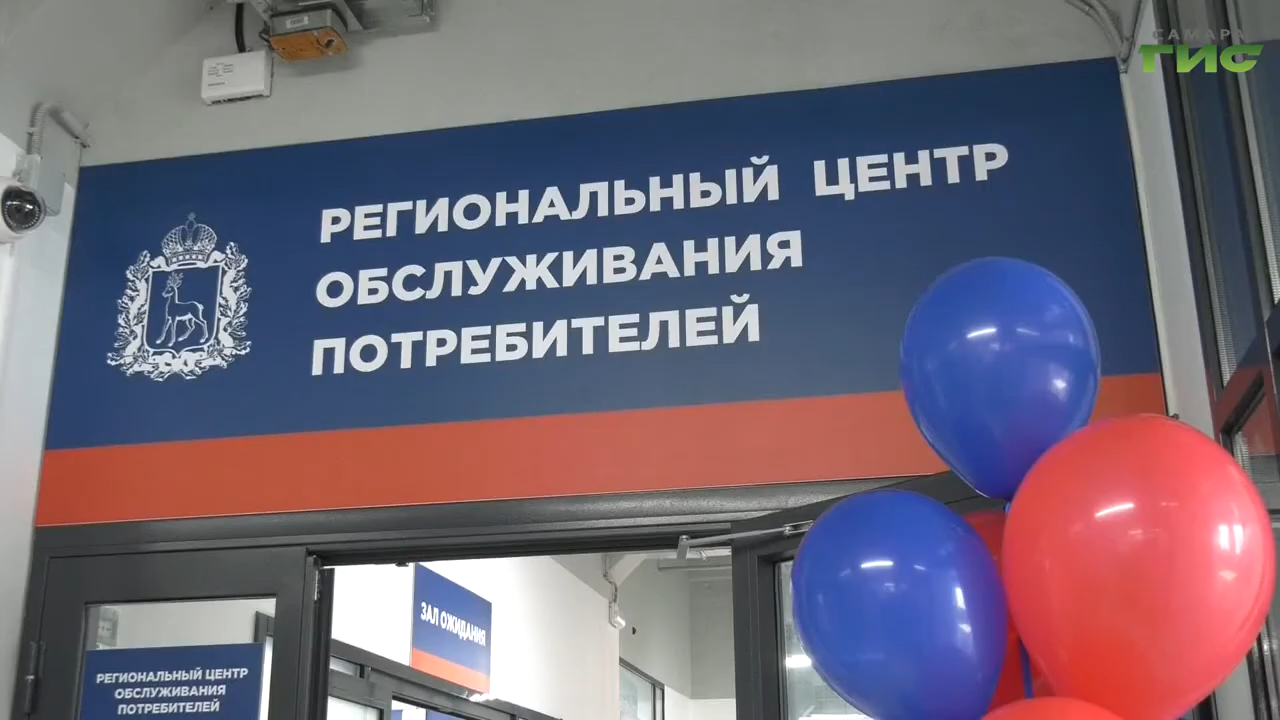 САМАРА
ГИС
РЕГИОНАЛЬНЫЙ ЦЕНТР
ОБСЛУЖИВАНИЯ
ПОТРЕБИТЕЛЕЙ
ЗАЛ ОЖИДАНИЯ
РЕГИОНАЛЬНЫЙ ЦЕНТР
ОБСЛУЖИВАНИЯ
ПОТРЕБИТЕЛЕЙ